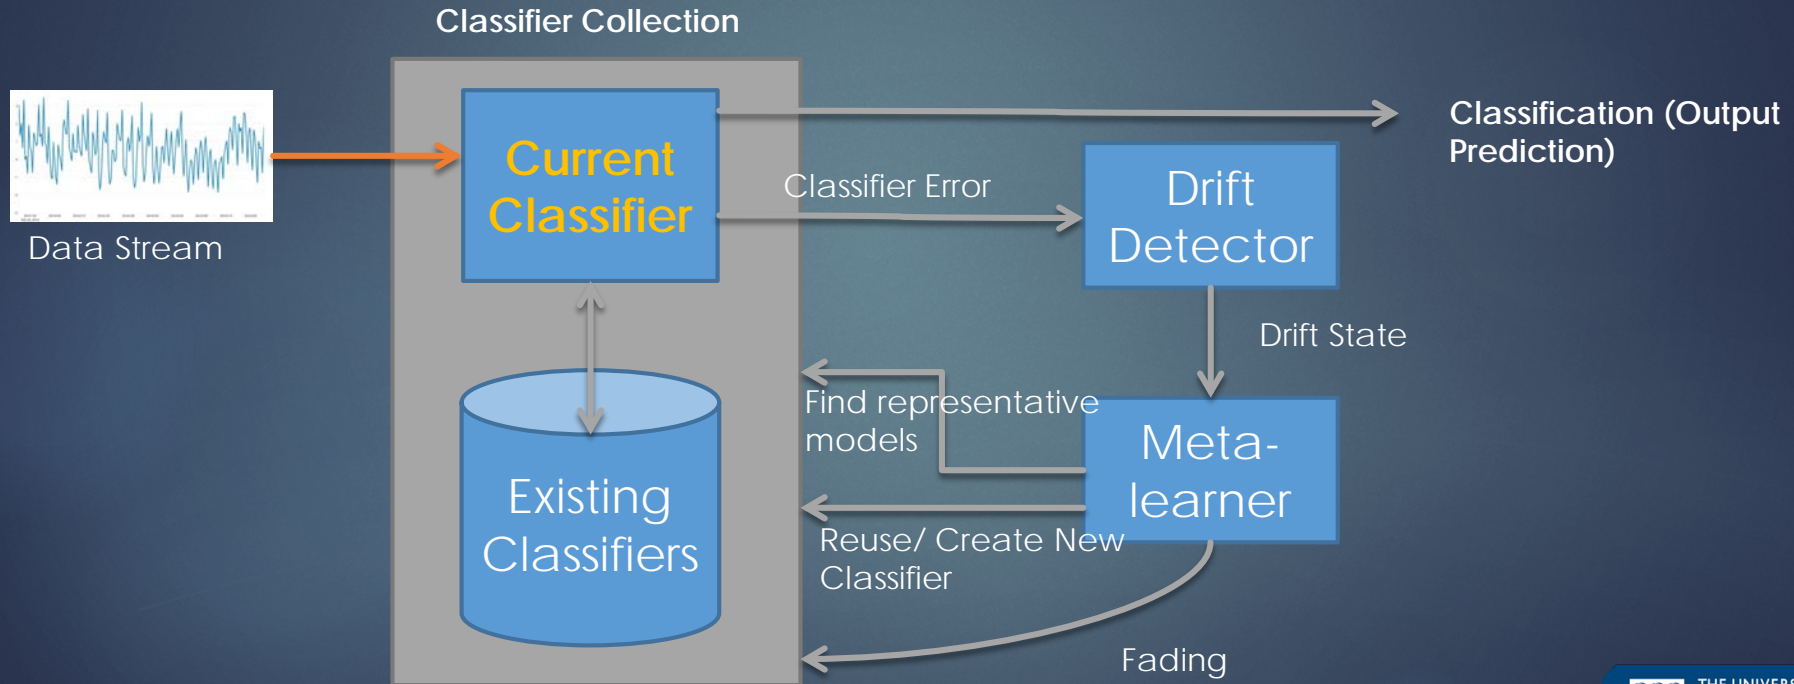 Classifier Collection
Data Stream
Current
Classifier
Existing
Classifiers
Classification (Output
Prediction)
Classifier Error
Drift
Detector
Drift State
Find representative
models
Meta-
learner
Reuse/ Create New
Classifier
Fading